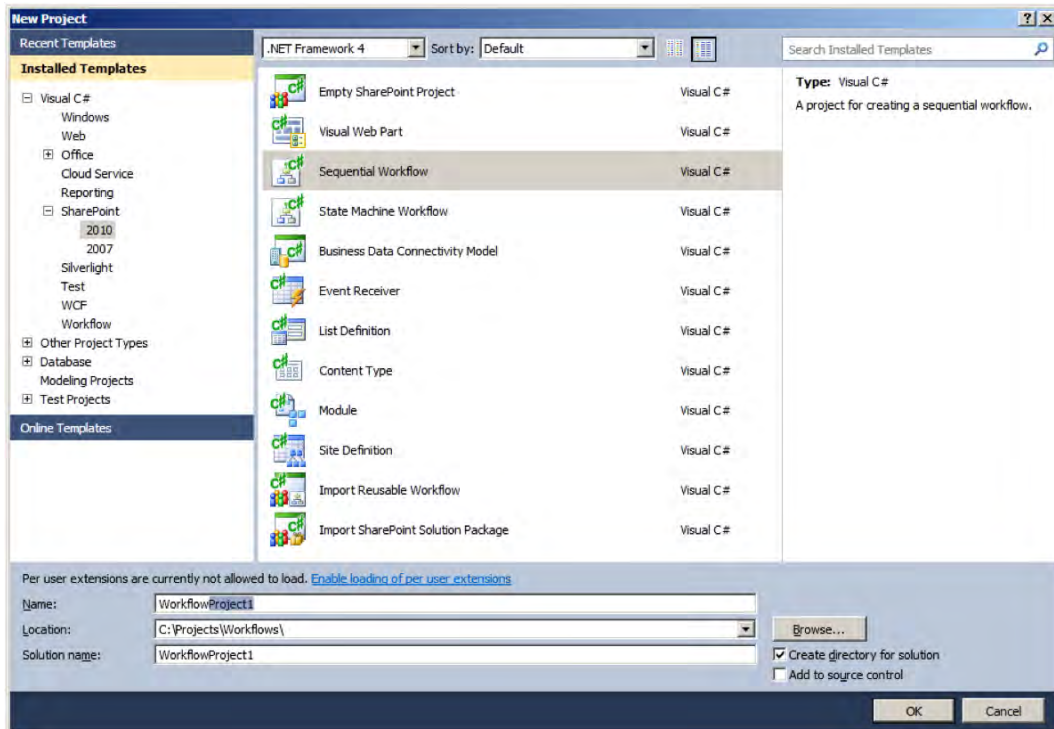 New Project
Recent Templates
Installed Templates
Visual C#
Windows
Web
Office
Cloud Service
Reporting
SharePoint
2010
2007
Silverlight
Test
WCF
Workflow
Other Project Types
Database
Modeling Projects
Test Projects
Online Templates
.NET Framework 4 Sort by: Default
Empty SharePoint Project Visual C#
Visual Web Part Visual C#
Sequential Workflow Visual C#
State Machine Workflow Visual C#
Business Data Connectivity Model Visual C#
Event Receiver Visual C#
List Definition Visual C#
Content Type Visual C#
Module Visual C#
Site Definition Visual C#
Import Reusable Workflow Visual C#
Import SharePoint Solution Package Visual C#
Search Installed Templates
Type: Visual C#
A project for creating a sequential workflow.
Per user extensions are currently not allowed to load. Enable loading of per user extensions
Name: WorkflowProject1
Location: C:\Projects\Workflows\ Browse...
Solution name: WorkflowProject1 Create directory for solution
Add to source control
OK Cancel